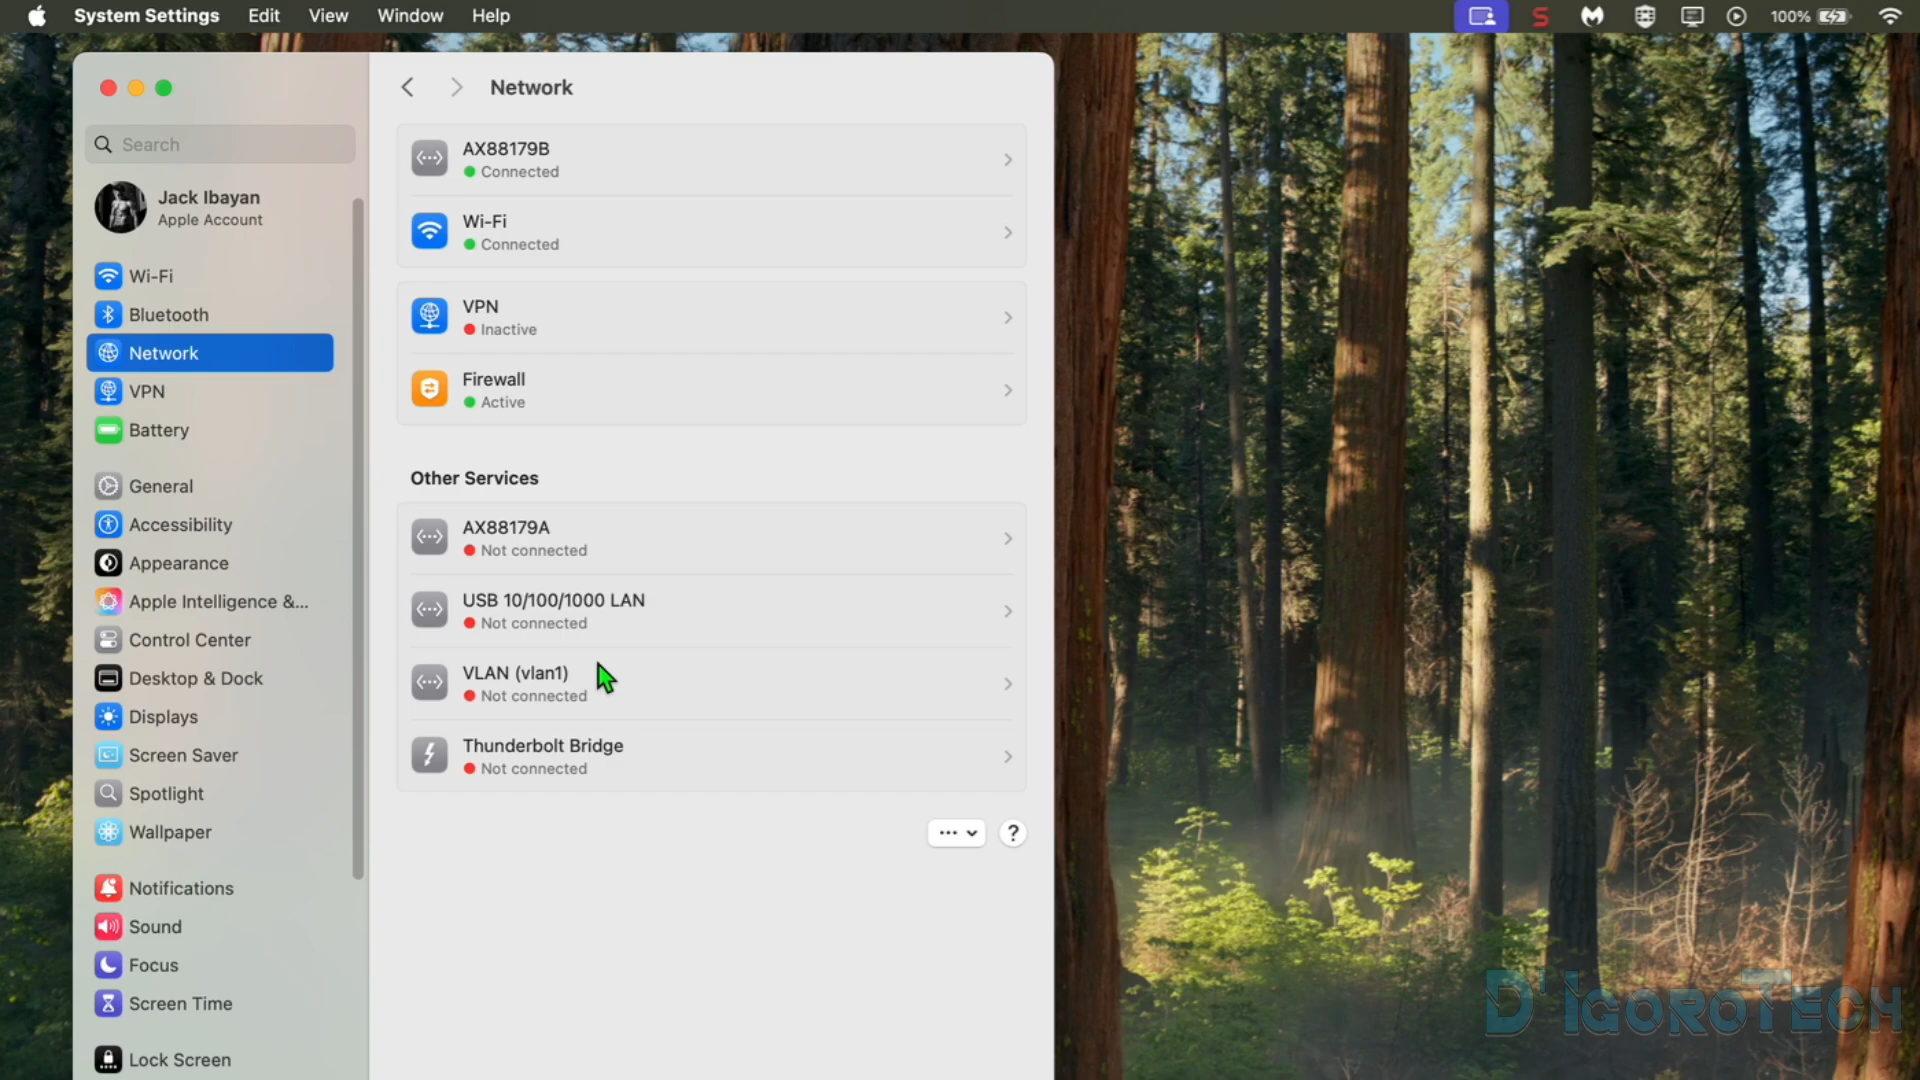 System Settings Edit View Window Help
100%
Network
Search
Jack Ibayan
Apple Account
Wi-Fi
Bluetooth
Network
VPN
Battery
General
Accessibility
Appearance
Apple Intelligence &...
Control Center
Desktop & Dock
Displays
Screen Saver
Spotlight
Wallpaper
Notifications
Sound
Focus
Screen Time
Lock Screen
AX88179B
Connected
Wi-Fi
Connected
VPN
Inactive
Firewall
Active
Other Services
AX88179A
Not connected
USB 10/100/1000 LAN
Not connected
VLAN (vlan1)
Not connected
Thunderbolt Bridge
Not connected
?
D'IGOROTECH